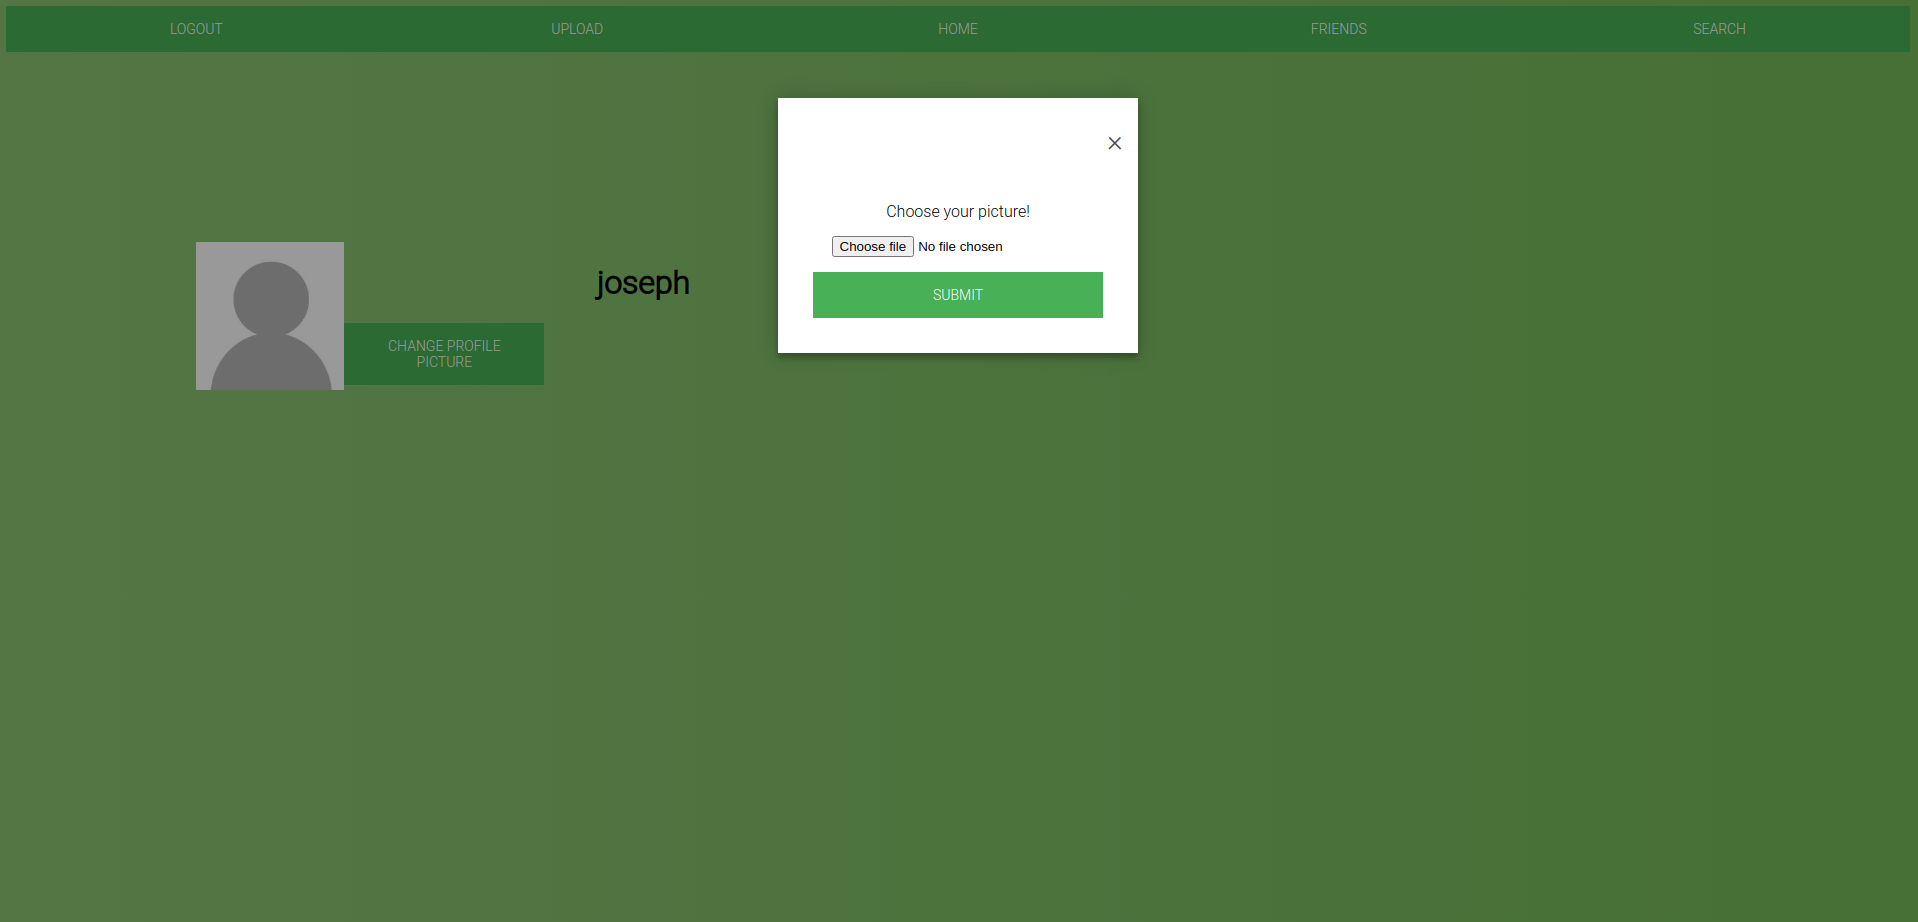 LOGOUT UPLOAD HOME FRIENDS SEARCH
×
Choose your picture!
Choose file No file chosen
SUBMIT
joseph
CHANGE PROFILE
PICTURE